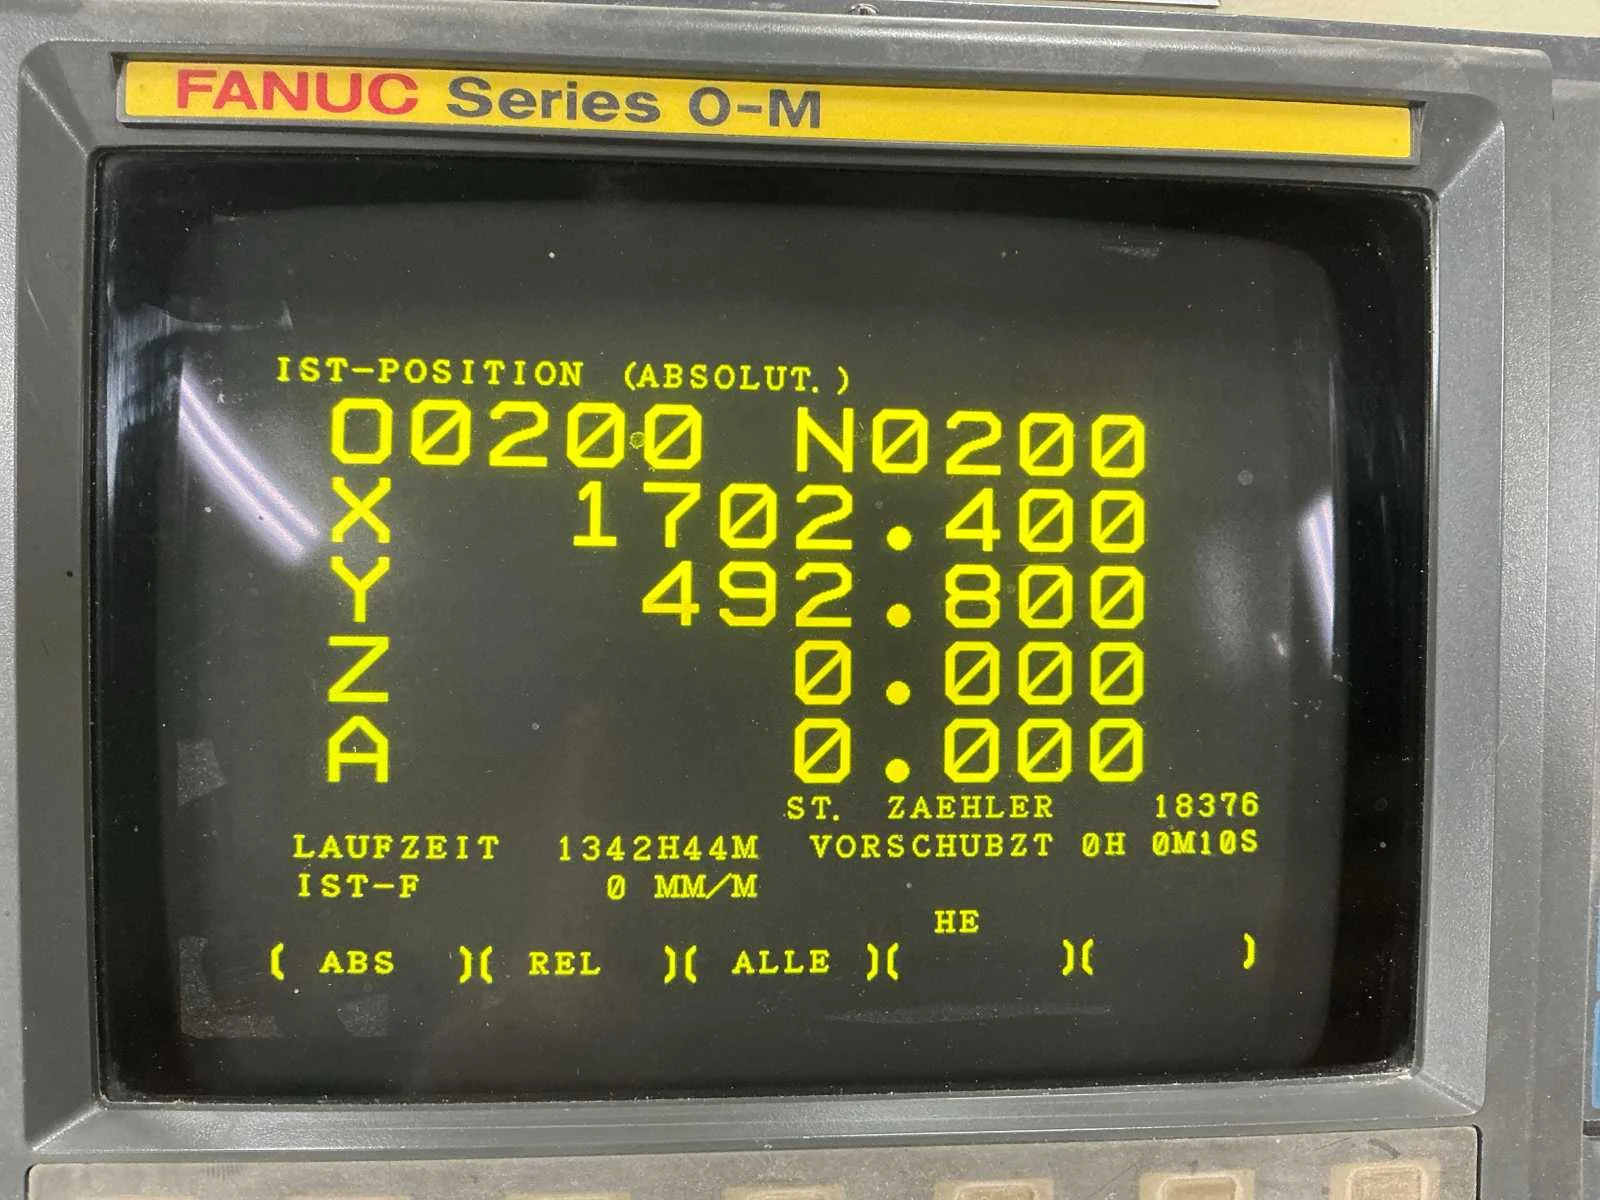 FANUC Series O-M
IST-POSITION (ABSOLUT.)
O0200 N0200
X 1702.400
Y 492.800
Z 0.000
A 0.000
ST. ZAEHLER 18376
LAUFZEIT 1342H44M VORSCHUBZT 0H 0M10S
IST-F 0 MM/M
HE
( ABS )( REL )( ALLE )( )( )